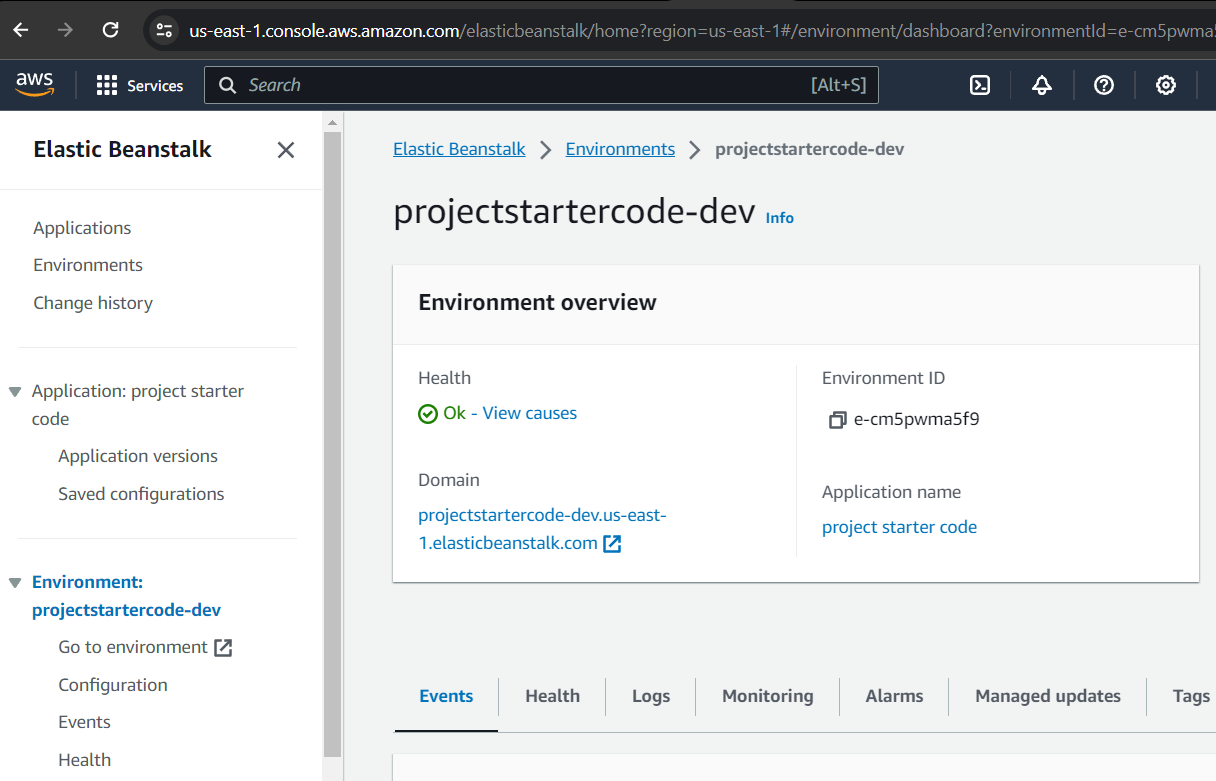 us-east-1.console.aws.amazon.com/elasticbeanstalk/home?region=us-east-1#/environment/dashboard?environmentId=e-cm5pwma5
aws
Services
Search
[Alt+S]
Elastic Beanstalk
Applications
Environments
Change history
Application: project starter
code
Application versions
Saved configurations
Environment:
projectstartercode-dev
Go to environment
Configuration
Events
Health
Elastic Beanstalk
Environments
projectstartercode-dev
projectstartercode-dev Info
Environment overview
Health
Ok - View causes
Domain
projectstartercode-dev.us-east-
1.elasticbeanstalk.com
Environment ID
e-cm5pwma5f9
Application name
project starter code
Events
Health
Logs
Monitoring
Alarms
Managed updates
Tags